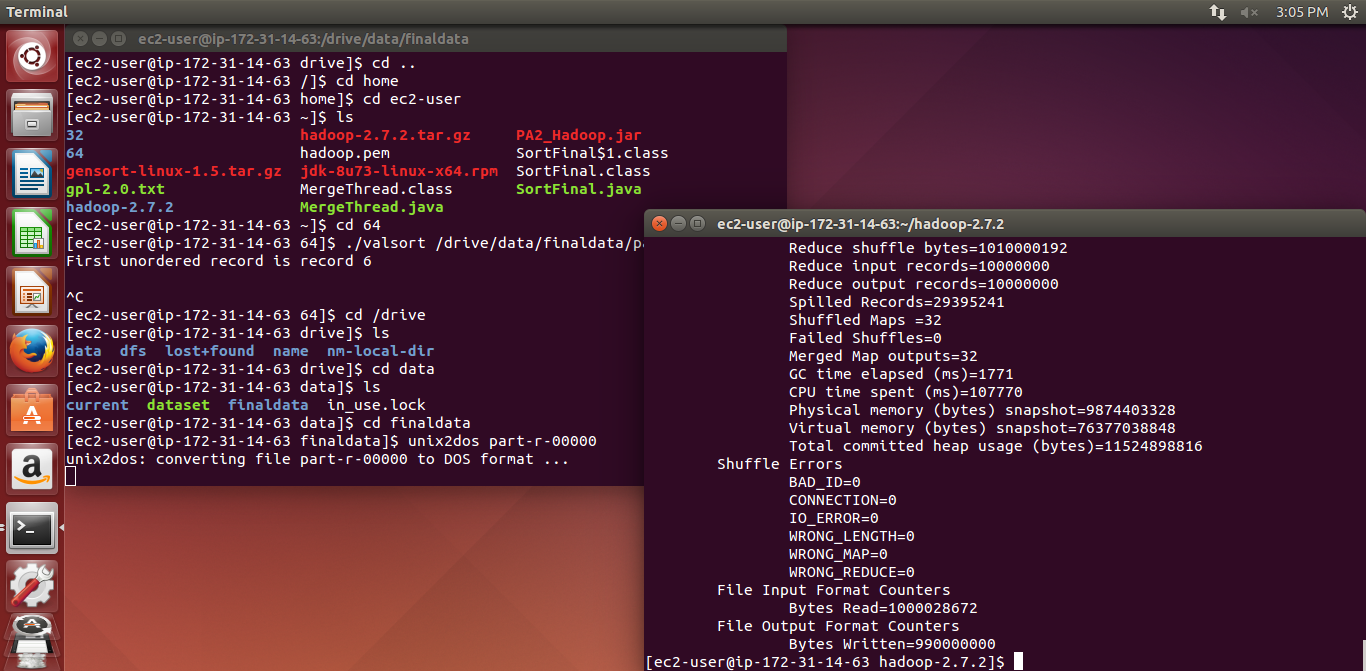 Terminal
3:05 PM
ec2-user@ip-172-31-14-63:/drive/data/finaldata
[ec2-user@ip-172-31-14-63 drive]$ cd ..
[ec2-user@ip-172-31-14-63 /]$ cd home
[ec2-user@ip-172-31-14-63 home]$ cd ec2-user
[ec2-user@ip-172-31-14-63 ~]$ ls
32 hadoop-2.7.2.tar.gz PA2_Hadoop.jar
64 hadoop.pem SortFinal$1.class
gensort-linux-1.5.tar.gz jdk-8u73-linux-x64.rpm SortFinal.class
gpl-2.0.txt MergeThread.class SortFinal.java
hadoop-2.7.2 MergeThread.java
[ec2-user@ip-172-31-14-63 ~]$ cd 64
[ec2-user@ip-172-31-14-63 64]$ ./valsort /drive/data/finaldata/p
First unordered record is record 6
^C
[ec2-user@ip-172-31-14-63 64]$ cd /drive
[ec2-user@ip-172-31-14-63 drive]$ ls
data dfs lost+found name nm-local-dir
[ec2-user@ip-172-31-14-63 drive]$ cd data
[ec2-user@ip-172-31-14-63 data]$ ls
current dataset finaldata in_use.lock
[ec2-user@ip-172-31-14-63 data]$ cd finaldata
[ec2-user@ip-172-31-14-63 finaldata]$ unix2dos part-r-00000
unix2dos: converting file part-r-00000 to DOS format ...
ec2-user@ip-172-31-14-63:~/hadoop-2.7.2
Reduce shuffle bytes=1010000192
Reduce input records=10000000
Reduce output records=10000000
Spilled Records=29395241
Shuffled Maps =32
Failed Shuffles=0
Merged Map outputs=32
GC time elapsed (ms)=1771
CPU time spent (ms)=107770
Physical memory (bytes) snapshot=9874403328
Virtual memory (bytes) snapshot=76377038848
Total committed heap usage (bytes)=11524898816
Shuffle Errors
BAD_ID=0
CONNECTION=0
IO_ERROR=0
WRONG_LENGTH=0
WRONG_MAP=0
WRONG_REDUCE=0
File Input Format Counters
Bytes Read=1000028672
File Output Format Counters
Bytes Written=990000000
[ec2-user@ip-172-31-14-63 hadoop-2.7.2]$